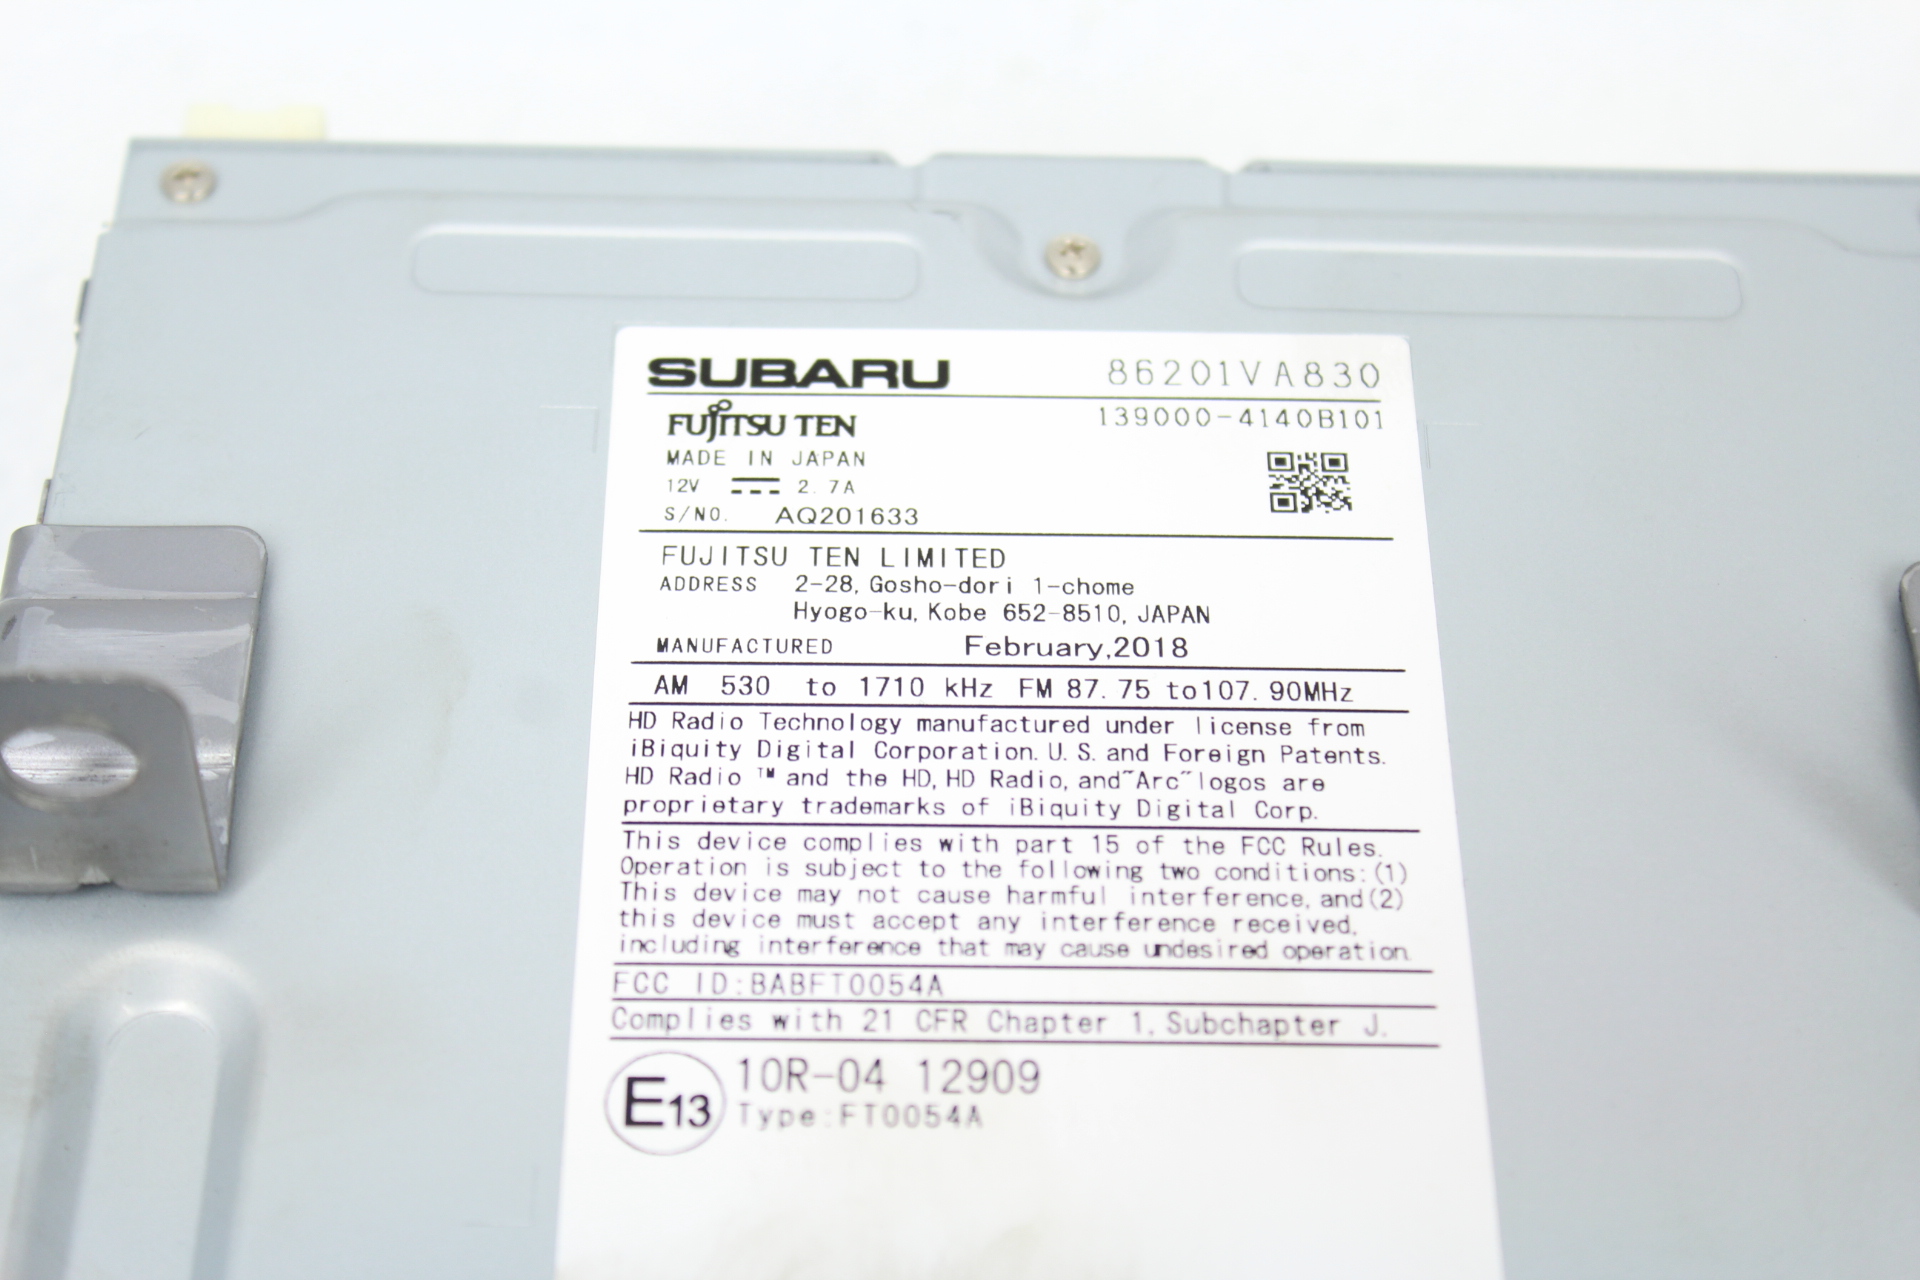 SUBARU 86201VA830
FUJITSU TEN 139000-4140B101
MADE IN JAPAN
12V 2.7A
S/NO. AQ201633
FUJITSU TEN LIMITED
ADDRESS 2-28, Gosho-dori 1-chome
Hyogo-ku, Kobe 652-8510, JAPAN
MANUFACTURED February,2018
AM 530 to 1710 kHz FM 87.75 to107.90MHz
HD Radio Technology manufactured under license from
iBiquity Digital Corporation. U.S. and Foreign Patents.
HD Radio ™ and the HD, HD Radio, and"Arc"logos are
proprietary trademarks of iBiquity Digital Corp.
This device complies with part 15 of the FCC Rules.
Operation is subject to the following two conditions:(1)
This device may not cause harmful interference, and(2)
this device must accept any interference received,
including interference that may cause undesired operation.
FCC ID:BABFT0054A
Complies with 21 CFR Chapter 1, Subchapter J.
E13 10R-04 12909
Type:FT0054A